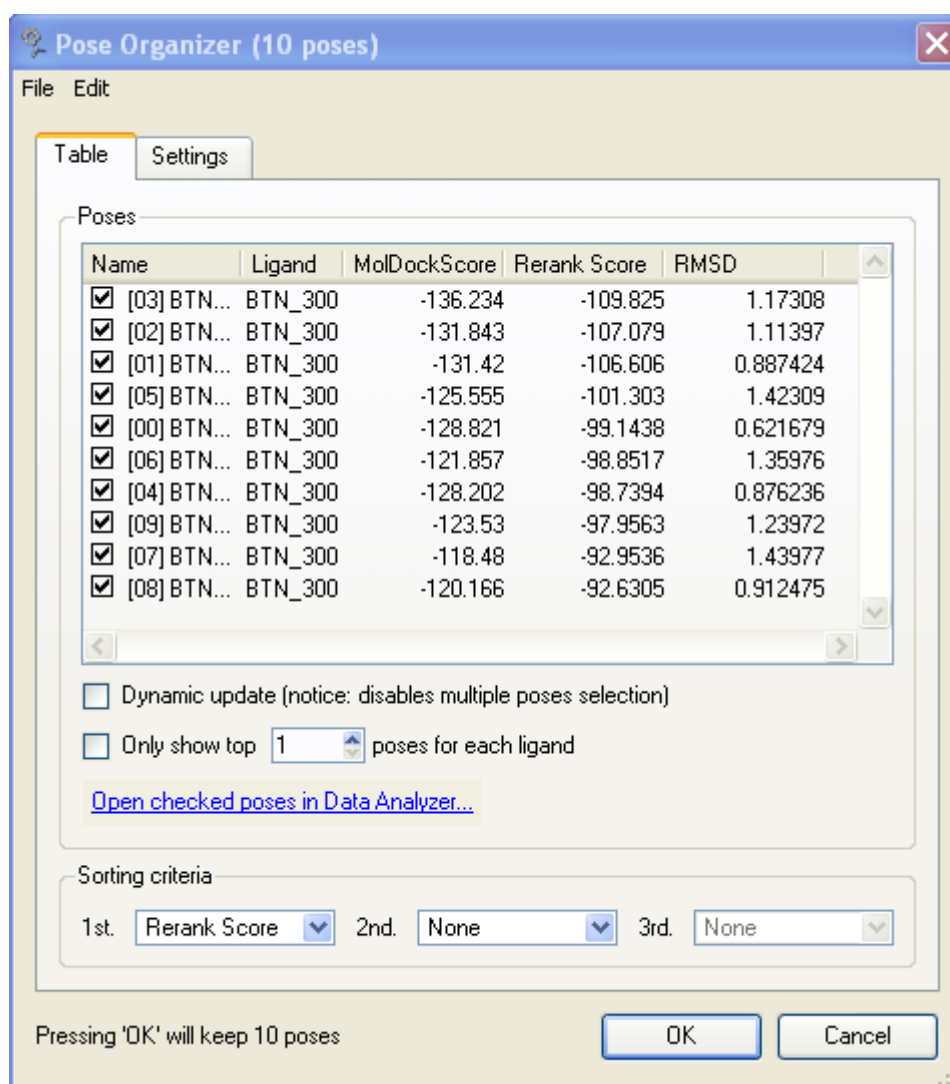 Pose Organizer (10 poses)
File Edit
Table Settings
Poses
Name Ligand MolDockScore Rerank Score RMSD
[03] BTN... BTN_300 -136.234 -109.825 1.17308
[02] BTN... BTN_300 -131.843 -107.079 1.11397
[01] BTN... BTN_300 -131.42 -106.606 0.887424
[05] BTN... BTN_300 -125.555 -101.303 1.42309
[00] BTN... BTN_300 -128.821 -99.1438 0.621679
[06] BTN... BTN_300 -121.857 -98.8517 1.35976
[04] BTN... BTN_300 -128.202 -98.7394 0.876236
[09] BTN... BTN_300 -123.53 -97.9563 1.23972
[07] BTN... BTN_300 -118.48 -92.9536 1.43977
[08] BTN... BTN_300 -120.166 -92.6305 0.912475
Dynamic update (notice: disables multiple poses selection)
Only show top 1 poses for each ligand
Open checked poses in Data Analyzer...
Sorting criteria
1st. Rerank Score 2nd. None 3rd. None
Pressing 'OK' will keep 10 poses OK Cancel